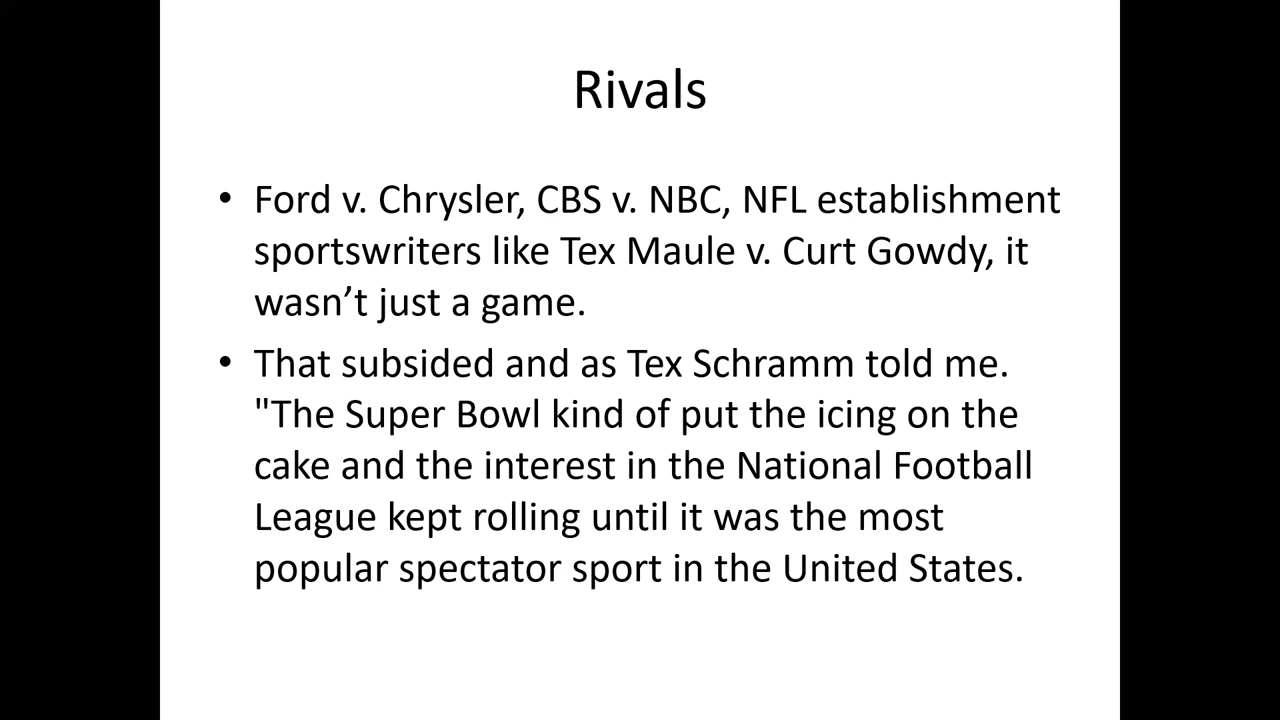 Rivals
• Ford v. Chrysler, CBS v. NBC, NFL establishment
sportswriters like Tex Maule v. Curt Gowdy, it
wasn’t just a game.
• That subsided and as Tex Schramm told me.
"The Super Bowl kind of put the icing on the
cake and the interest in the National Football
League kept rolling until it was the most
popular spectator sport in the United States.